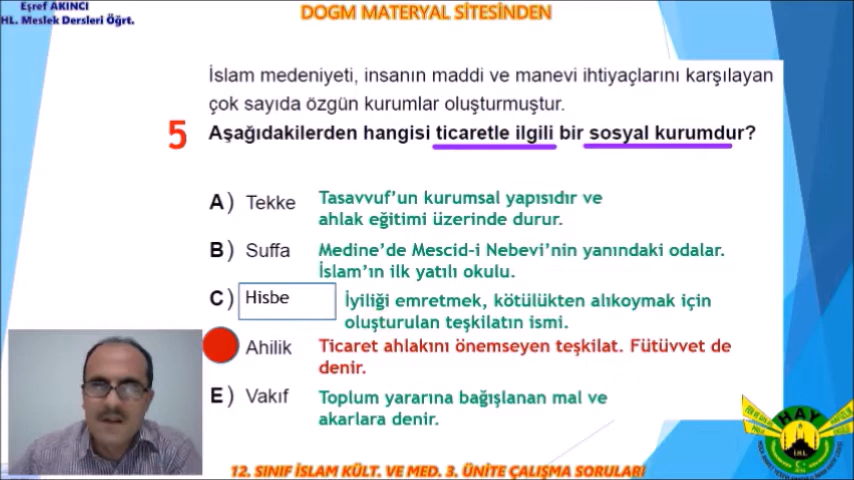 Eşref AKINCI
HL. Meslek Dersleri Öğrt.
DOGM MATERYAL SİTESİNDEN
İslam medeniyeti, insanın maddi ve manevi ihtiyaçlarını karşılayan
çok sayıda özgün kurumlar oluşturmuştur.
5 Aşağıdakilerden hangisi ticaretle ilgili bir sosyal kurumdur?
A) Tekke Tasavvuf'un kurumsal yapısıdır ve
ahlak eğitimi üzerinde durur.
B) Suffa Medine'de Mescid-i Nebevi'nin yanındaki odalar.
İslam'ın ilk yatılı okulu.
C) Hisbe İyiliği emretmek, kötülükten alıkoymak için
oluşturulan teşkilatın ismi.
Ahilik Ticaret ahlakını önemseyen teşkilat. Fütüvvet de
denir.
E) Vakıf Toplum yararına bağışlanan mal ve
akarlara denir.
HAY
İ.H.L
12. SINIF İSLAM KÜLT. VE MED. 3. ÜNİTE ÇALIŞMA SORULARI